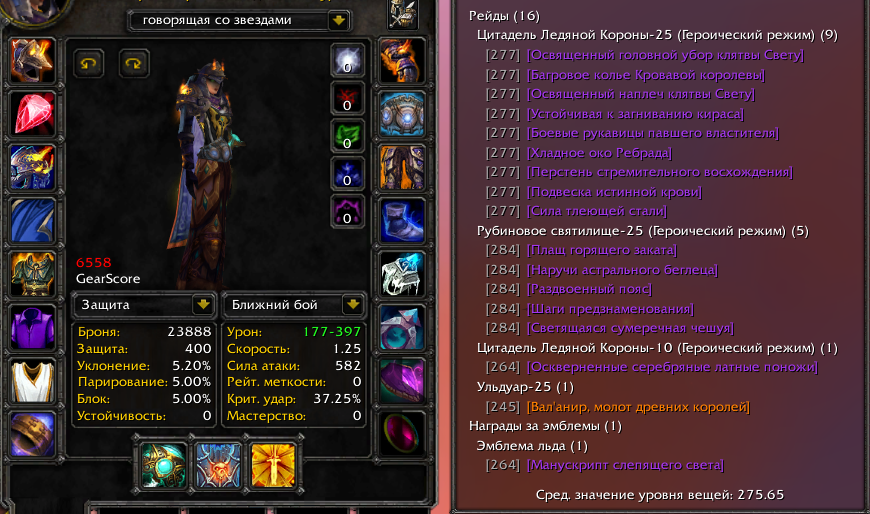 говорящая со звездами
0
0
0
0
0
6558
GearScore
Защита
Ближний бой
Броня: 23888
Защита: 400
Уклонение: 5.20%
Парирование: 5.00%
Блок: 5.00%
Устойчивость: 0
Урон: 177-397
Скорость: 1.25
Сила атаки: 582
Рейт. меткости: 0
Крит. удар: 37.25%
Мастерство: 0
Рейды (16)
Цитадель Ледяной Короны-25 (Героический режим) (9)
[277] [Освященный головной убор клятвы Свету]
[277] [Багровое колье Кровавой королевы]
[277] [Освященный наплеч клятвы Свету]
[277] [Устойчивая к загниванию кираса]
[277] [Боевые рукавицы павшего властителя]
[277] [Хладное око Ребрада]
[277] [Перстень стремительного восхождения]
[277] [Подвеска истинной крови]
[277] [Сила тлеющей стали]
Рубиновое святилище-25 (Героический режим) (5)
[284] [Плащ горящего заката]
[284] [Наручи астрального беглеца]
[284] [Раздвоенный пояс]
[284] [Шаги предзнаменования]
[284] [Светящаяся сумеречная чешуя]
Цитадель Ледяной Короны-10 (Героический режим) (1)
[264] [Оскверненные серебряные латные поножи]
Ульдуар-25 (1)
[245] [Вал'анир, молот древних королей]
Награды за эмблемы (1)
Эмблема льда (1)
[264] [Манускрипт слепящего света]
Сред. значение уровня вещей: 275.65